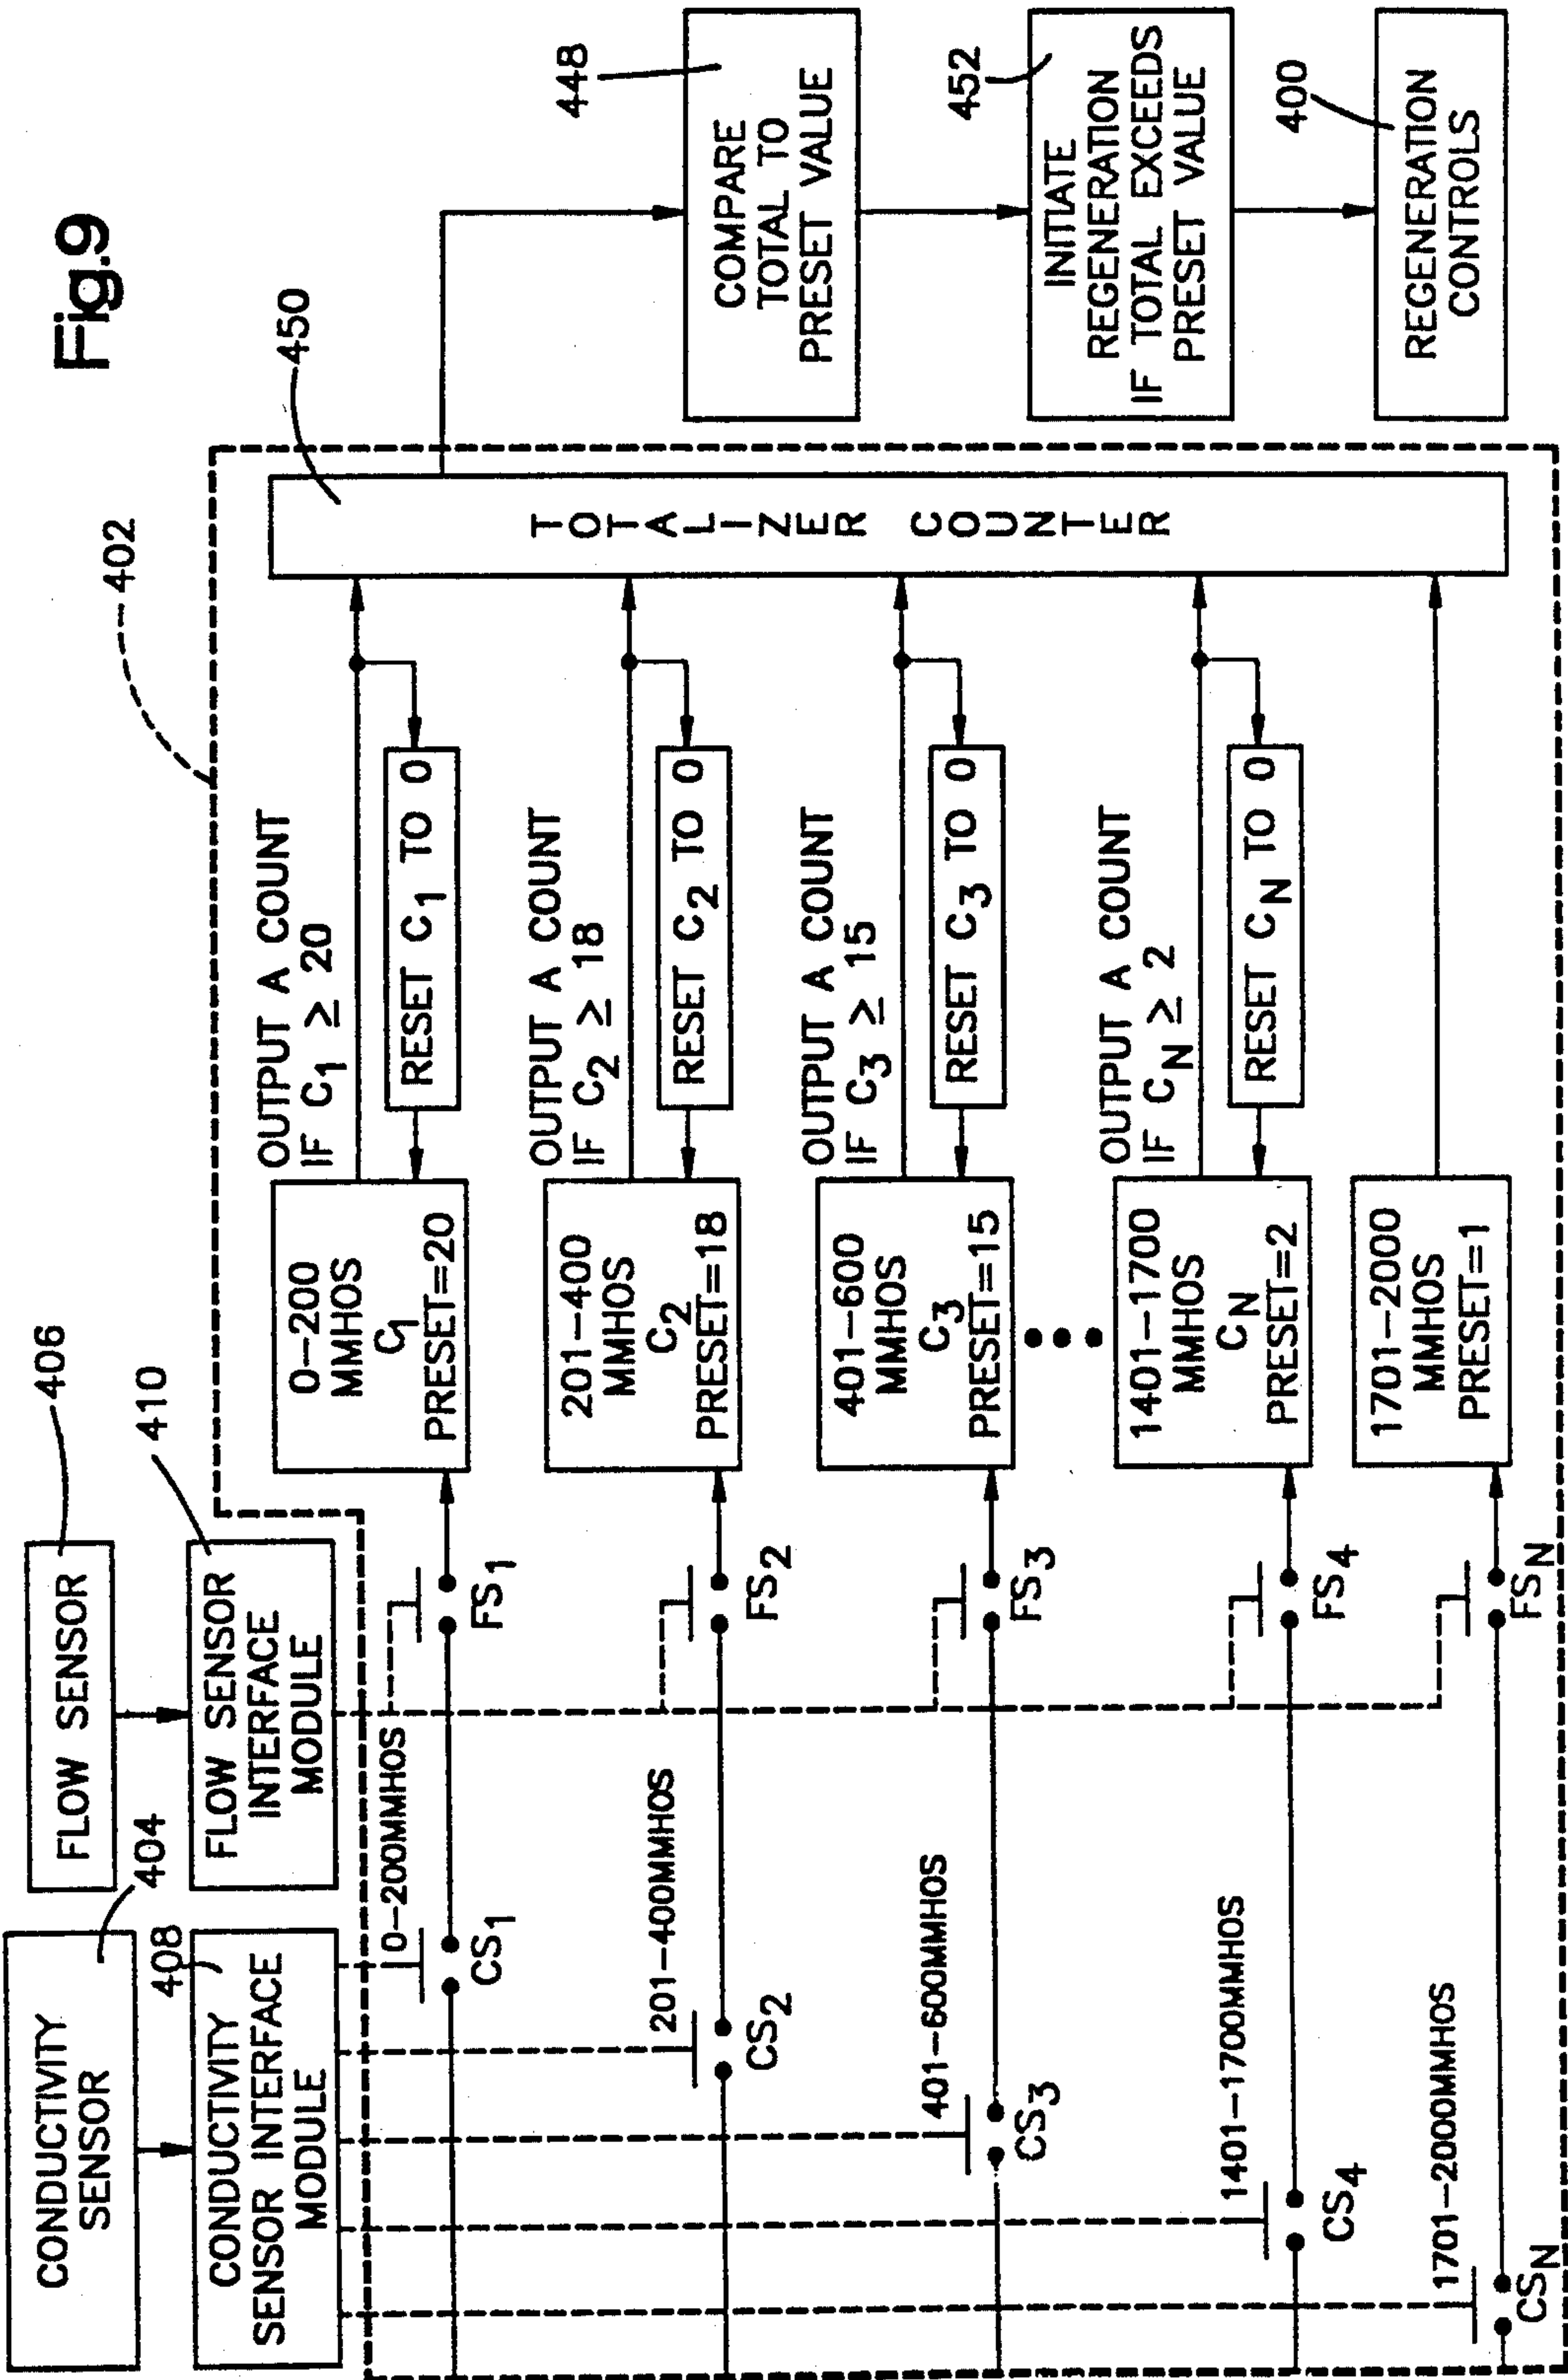 Fig.9
CONDUCTIVITY
SENSOR
404
FLOW SENSOR
406
408
CONDUCTIVITY
SENSOR INTERFACE
MODULE
FLOW SENSOR
INTERFACE
MODULE
410
402
450
0-200MMHOS
CS1
FS1
0-200
MMHOS
C1
PRESET=20
OUTPUT A COUNT
IF C1 ≥ 20
RESET C1 TO 0
201-400MMHOS
CS2
FS2
201-400
MMHOS
C2
PRESET=18
OUTPUT A COUNT
IF C2 ≥ 18
RESET C2 TO 0
401-600MMHOS
CS3
FS3
401-600
MMHOS
C3
PRESET=15
OUTPUT A COUNT
IF C3 ≥ 15
RESET C3 TO 0
1401-1700MMHOS
CS4
FS4
1401-1700
MMHOS
CN
PRESET=2
OUTPUT A COUNT
IF CN ≥ 2
RESET CN TO 0
1701-2000MMHOS
CSN
FSN
1701-2000
MMHOS
PRESET=1
TOTALIZER COUNTER
448
COMPARE
TOTAL TO
PRESET VALUE
452
INITIATE
REGENERATION
IF TOTAL EXCEEDS
PRESET VALUE
400
REGENERATION
CONTROLS